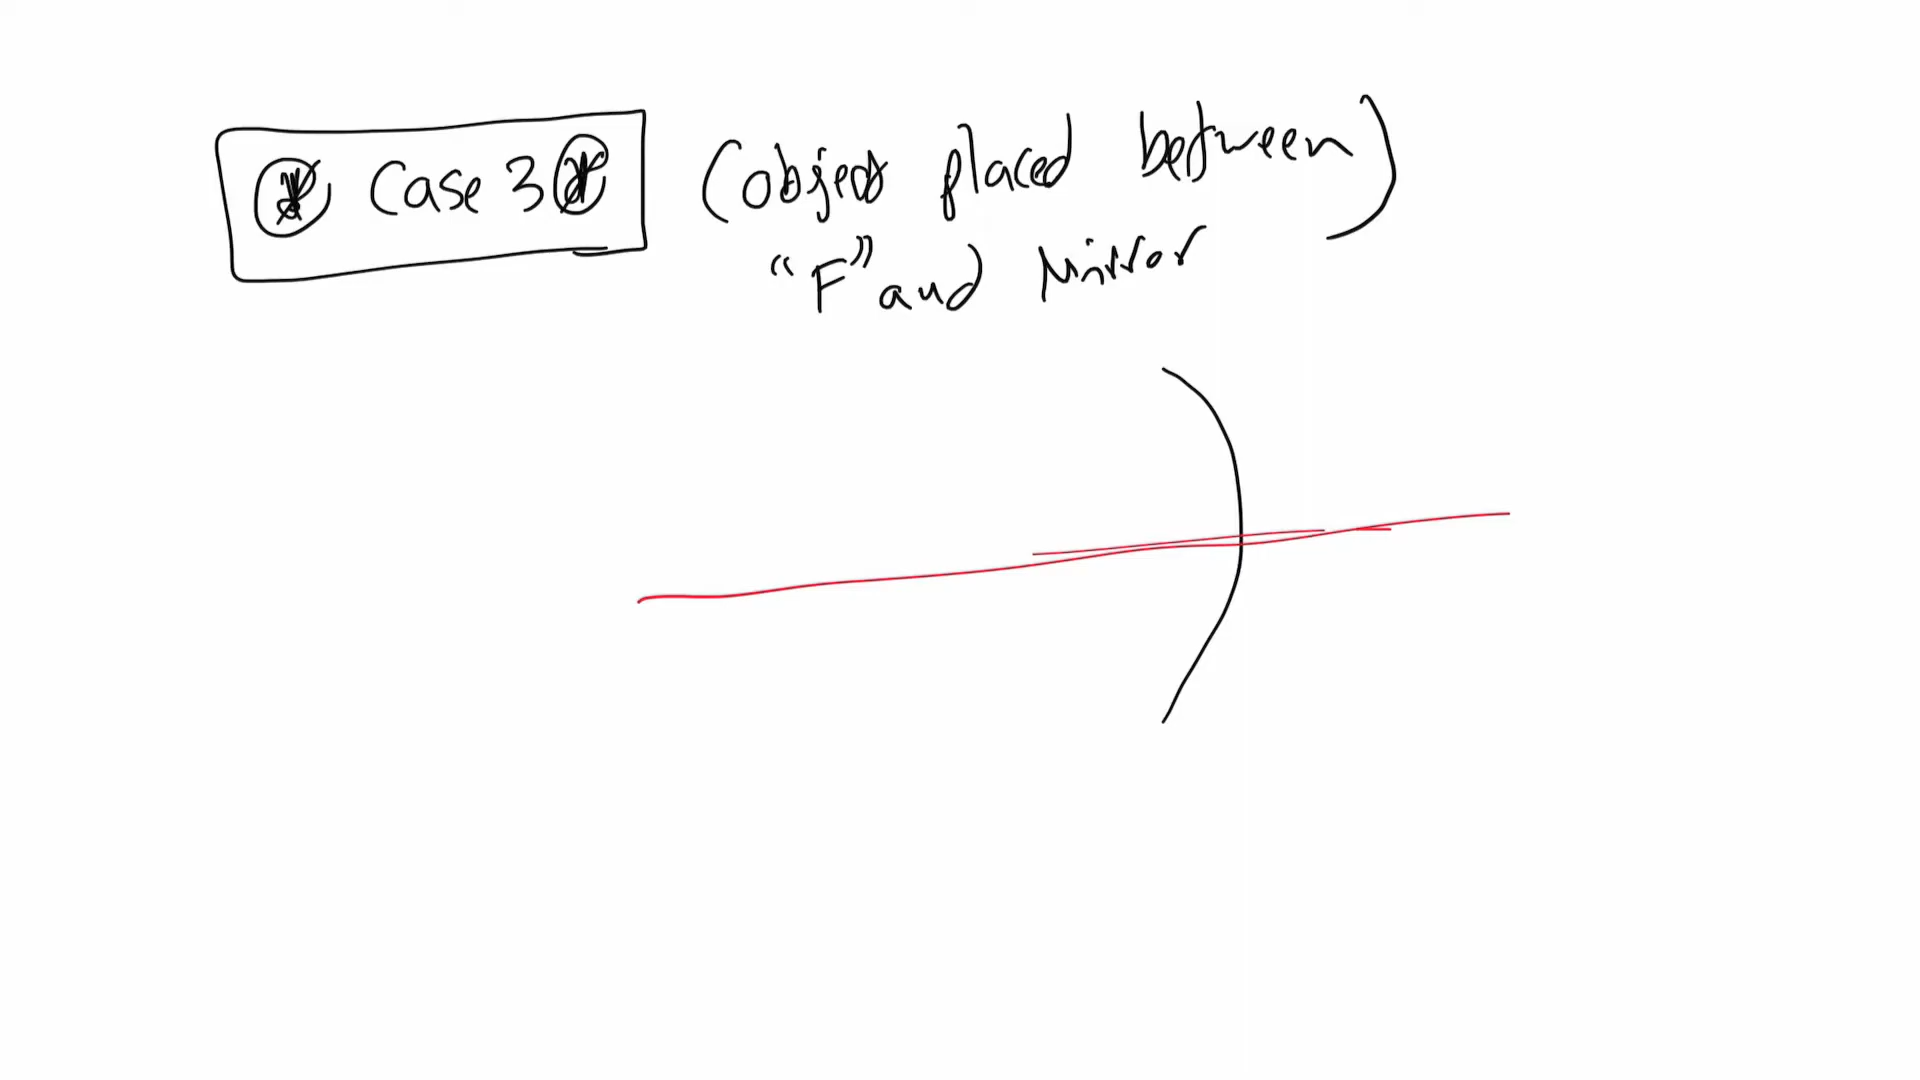 Case 3 (object placed between)
"F" and Mirror